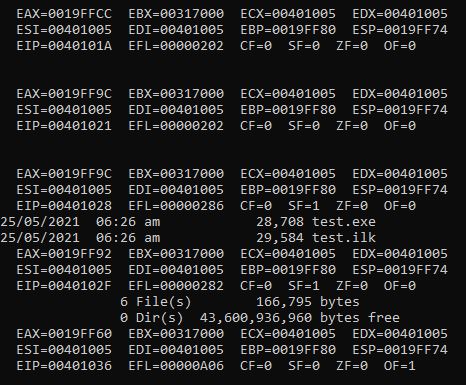 EAX=0019FFCC EBX=00317000 ECX=00401005 EDX=00401005
ESI=00401005 EDI=00401005 EBP=0019FF80 ESP=0019FF74
EIP=0040101A EFL=00000202 CF=0 SF=0 ZF=0 OF=0
EAX=0019FF9C EBX=00317000 ECX=00401005 EDX=00401005
ESI=00401005 EDI=00401005 EBP=0019FF80 ESP=0019FF74
EIP=00401021 EFL=00000202 CF=0 SF=0 ZF=0 OF=0
EAX=0019FF9C EBX=00317000 ECX=00401005 EDX=00401005
ESI=00401005 EDI=00401005 EBP=0019FF80 ESP=0019FF74
EIP=00401028 EFL=00000286 CF=0 SF=1 ZF=0 OF=0
25/05/2021 06:26 am 28,708 test.exe
25/05/2021 06:26 am 29,584 test.ilk
EAX=0019FF92 EBX=00317000 ECX=00401005 EDX=00401005
ESI=00401005 EDI=00401005 EBP=0019FF80 ESP=0019FF74
EIP=0040102F EFL=00000282 CF=0 SF=1 ZF=0 OF=0
6 File(s) 166,795 bytes
0 Dir(s) 43,600,936,960 bytes free
EAX=0019FF60 EBX=00317000 ECX=00401005 EDX=00401005
ESI=00401005 EDI=00401005 EBP=0019FF80 ESP=0019FF74
EIP=00401036 EFL=00000A06 CF=0 SF=0 ZF=0 OF=1